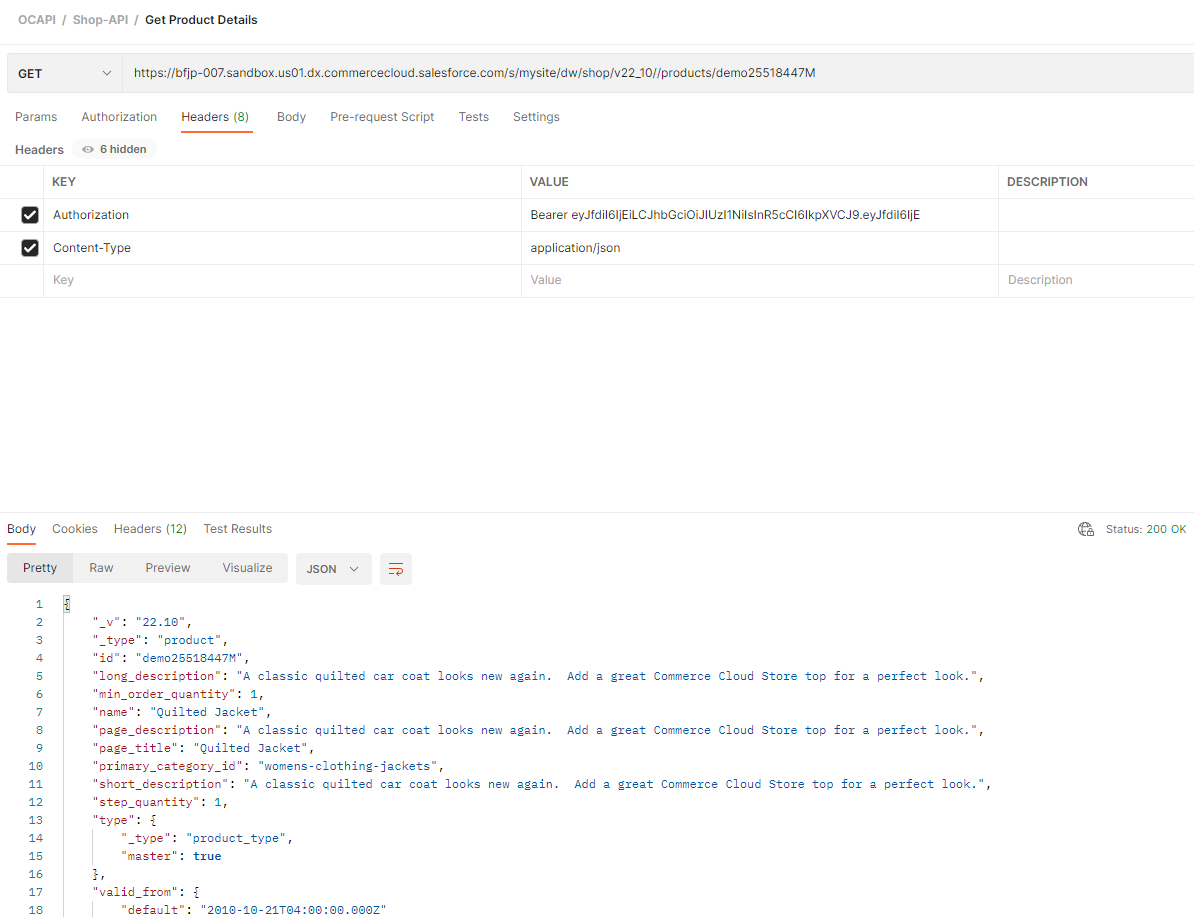 OCAPI / Shop-API / Get Product Details
GET https://bfjp-007.sandbox.us01.dx.commercecloud.salesforce.com/s/mysite/dw/shop/v22_10//products/demo25518447M
Params Authorization Headers (8) Body Pre-request Script Tests Settings
Headers 6 hidden
KEY VALUE DESCRIPTION
Authorization Bearer eyJfdiI6IjEiLCJhbGciOiJIUzI1NiIsInR5cCI6IkpXVCJ9.eyJfdiI6IjE
Content-Type application/json
Key Value Description
Body Cookies Headers (12) Test Results Status: 200 OK
Pretty Raw Preview Visualize JSON
1 {
2 "_v": "22.10",
3 "_type": "product",
4 "id": "demo25518447M",
5 "long_description": "A classic quilted car coat looks new again.  Add a great Commerce Cloud Store top for a perfect look.",
6 "min_order_quantity": 1,
7 "name": "Quilted Jacket",
8 "page_description": "A classic quilted car coat looks new again.  Add a great Commerce Cloud Store top for a perfect look.",
9 "page_title": "Quilted Jacket",
10 "primary_category_id": "womens-clothing-jackets",
11 "short_description": "A classic quilted car coat looks new again.  Add a great Commerce Cloud Store top for a perfect look.",
12 "step_quantity": 1,
13 "type": {
14 "_type": "product_type",
15 "master": true
16 },
17 "valid_from": {
18 "default": "2010-10-21T04:00:00.000Z"